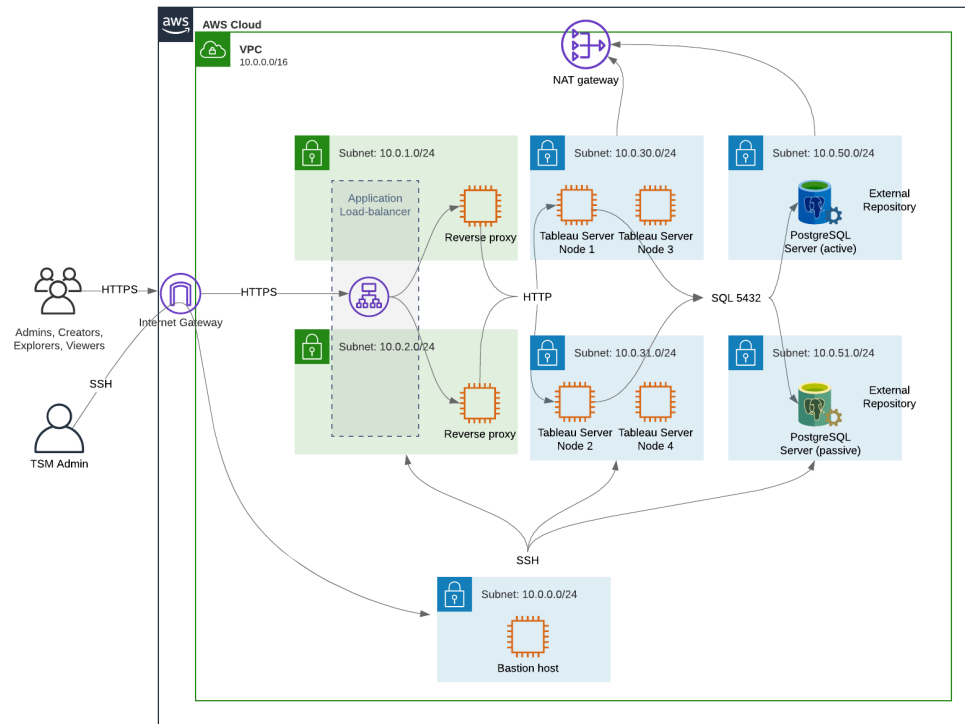 aws
AWS Cloud
VPC
10.0.0.0/16
NAT gateway
Subnet: 10.0.1.0/24
Application
Load-balancer
Reverse proxy
Subnet: 10.0.30.0/24
Tableau Server
Node 1
Tableau Server
Node 3
Subnet: 10.0.50.0/24
External
Repository
PostgreSQL
Server (active)
HTTPS
Internet Gateway
HTTPS
HTTP
SQL 5432
Admins, Creators,
Explorers, Viewers
SSH
TSM Admin
Subnet: 10.0.2.0/24
Reverse proxy
Subnet: 10.0.31.0/24
Tableau Server
Node 2
Tableau Server
Node 4
Subnet: 10.0.51.0/24
External
Repository
PostgreSQL
Server (passive)
SSH
Subnet: 10.0.0.0/24
Bastion host